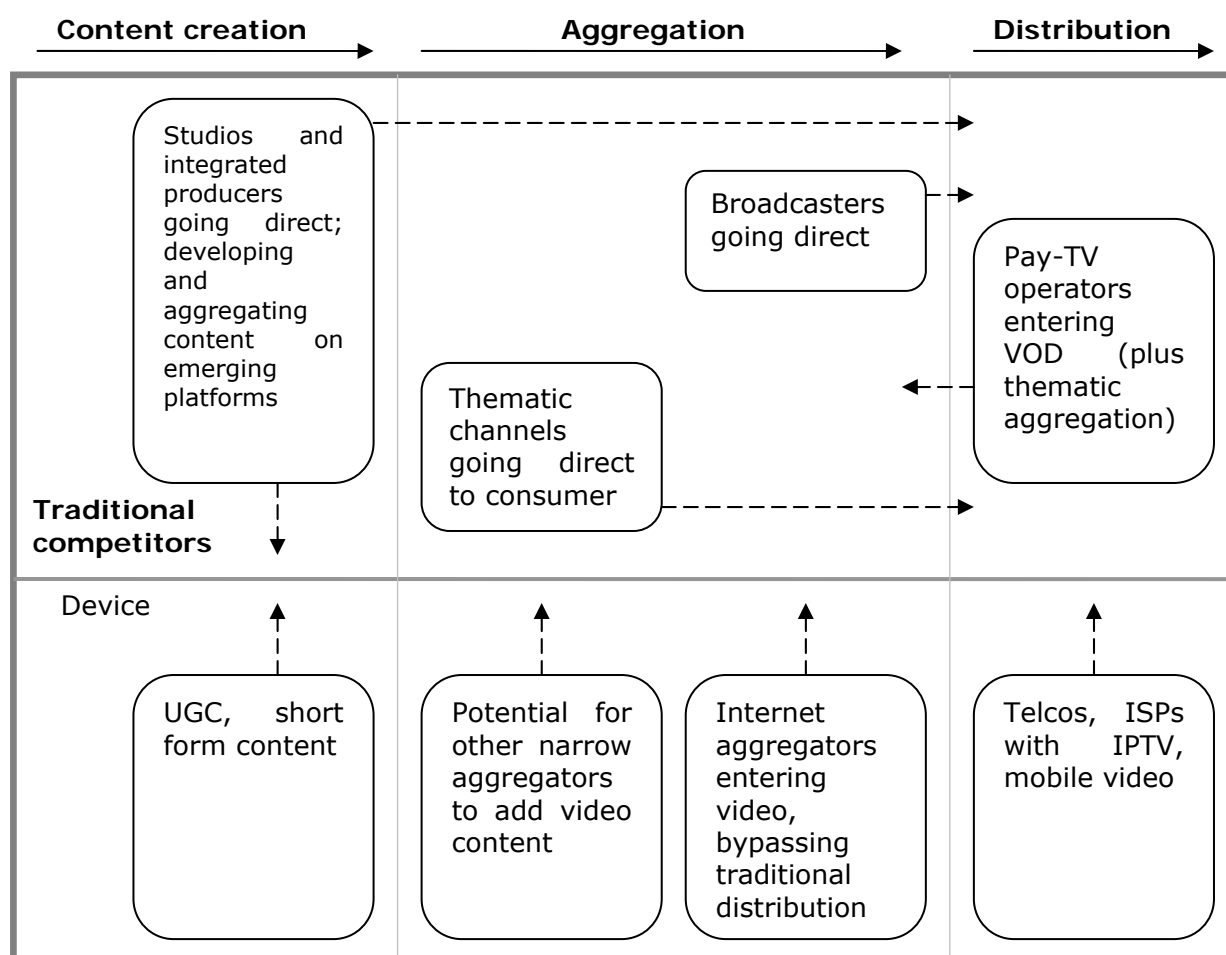 Content creation
Aggregation
Distribution
Studios and
integrated
producers
going direct;
developing
and
aggregating
content on
emerging
platforms
Broadcasters
going direct
Pay-TV
operators
entering
VOD (plus
thematic
aggregation)
Thematic
channels
going direct
to consumer
Traditional
competitors
Device
UGC, short
form content
Potential for
other narrow
aggregators
to add video
content
Internet
aggregators
entering
video,
bypassing
traditional
distribution
Telcos, ISPs
with IPTV,
mobile video